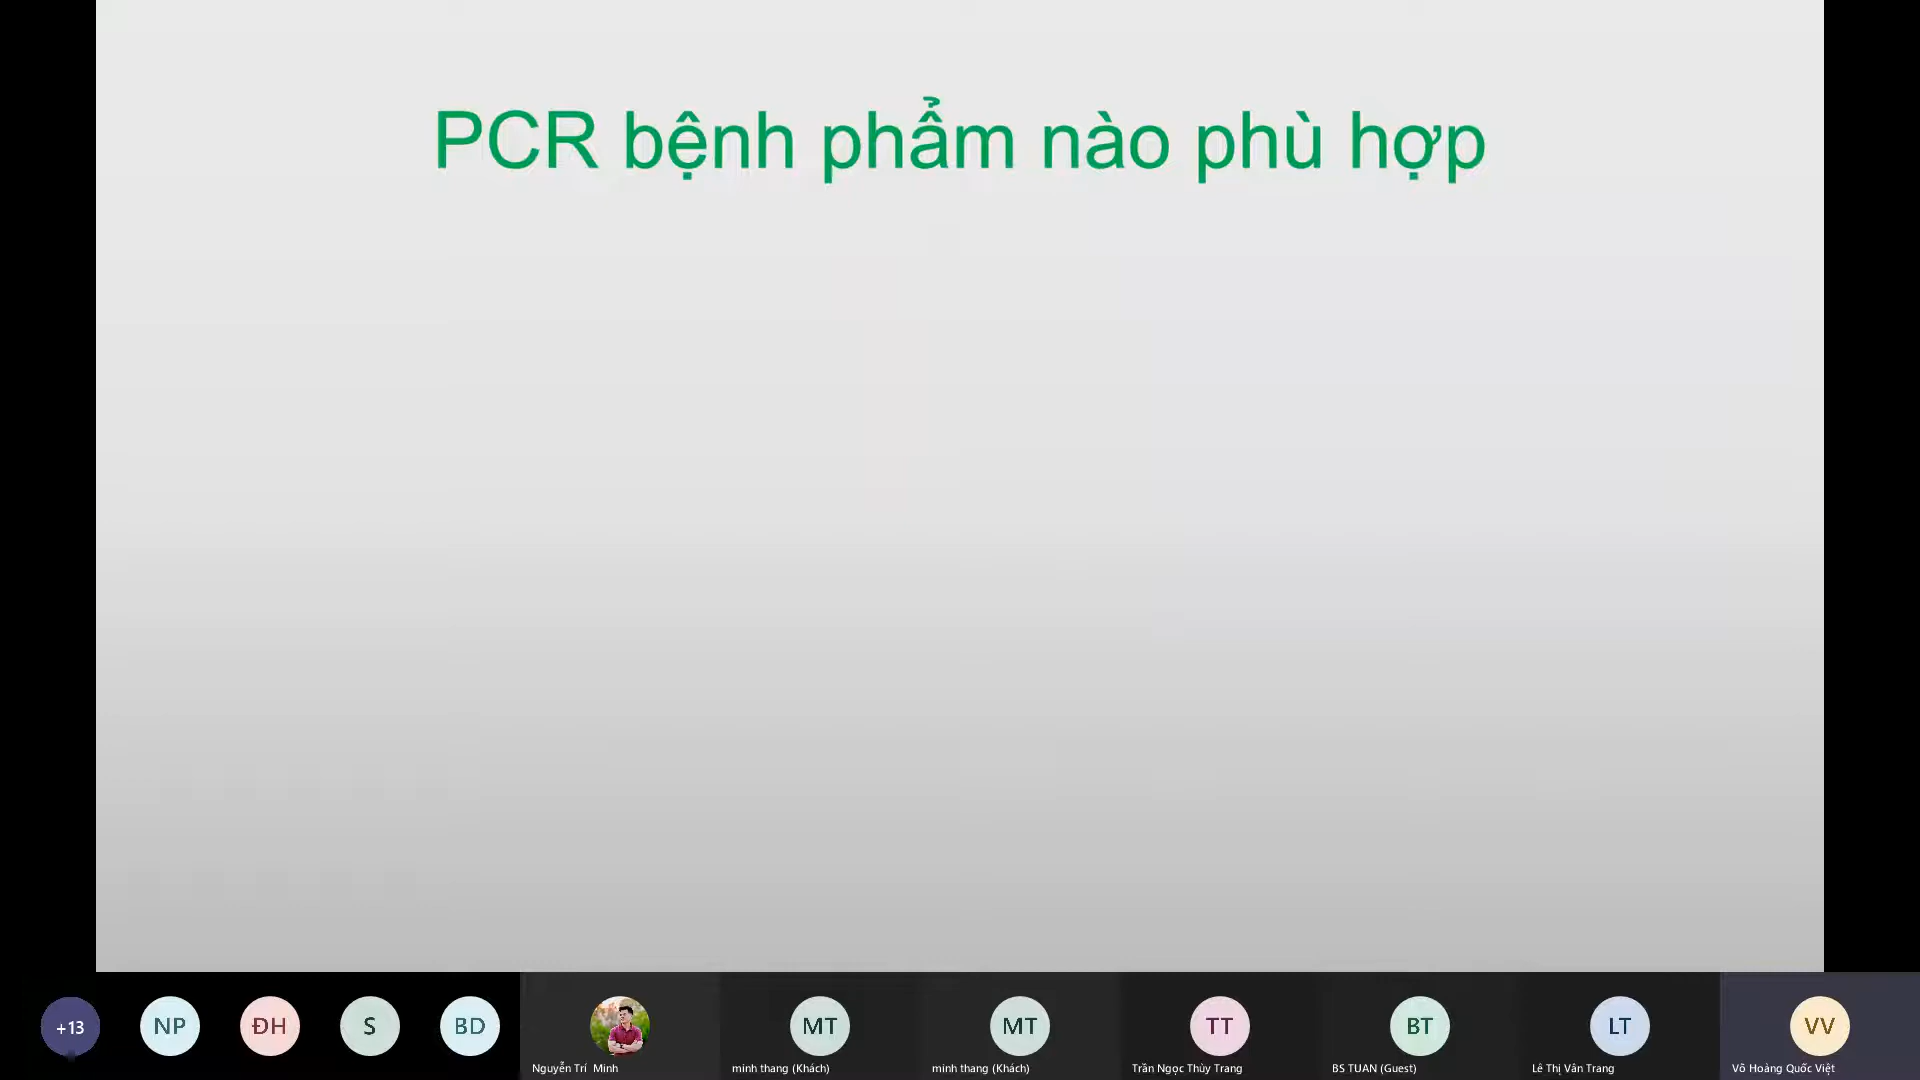 PCR bệnh phẩm nào phù hợp
+13
NP
ĐH
S
BD
MT
MT
TT
BT
LT
VV
Nguyễn Trí Minh
minh thang (Khách)
minh thang (Khách)
Trần Ngọc Thùy Trang
BS TUAN (Guest)
Lê Thị Vân Trang
Võ Hoàng Quốc Việt